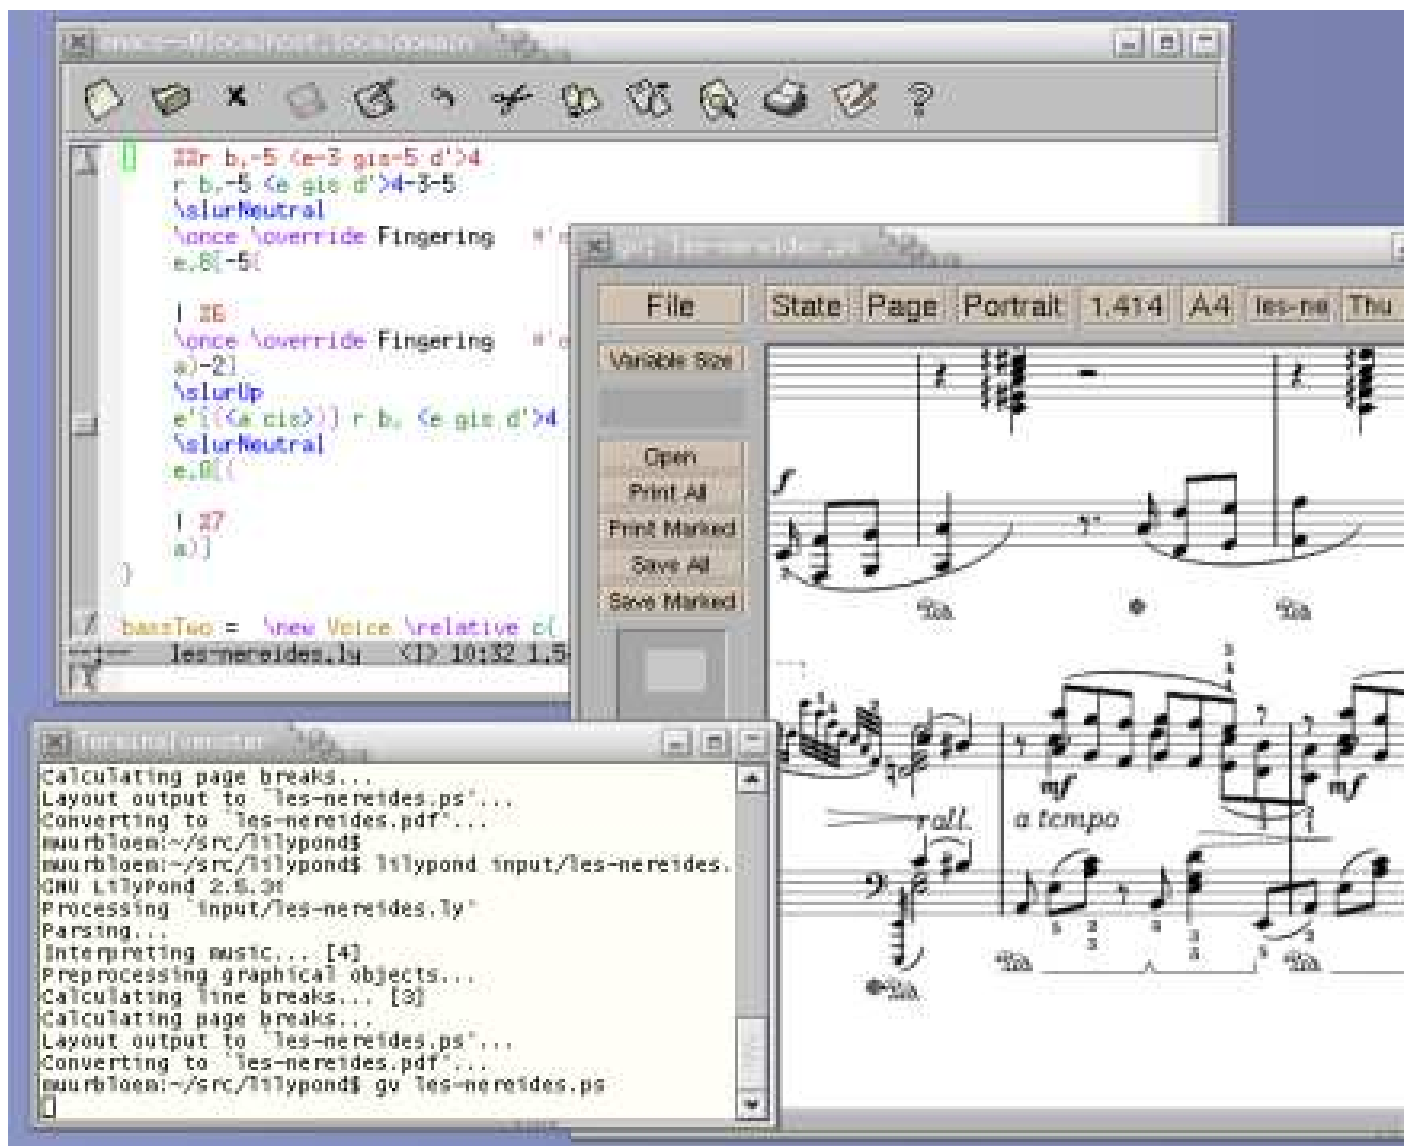 %%r b,-5 <e-3 gis-5 d'>4
r b,-5 <e gis d'>4-3-5
\slurNeutral
\once \override Fingering #'
e,8[-5(
| %6
\once \override Fingering #'
a)-2]
\slurUp
e'[(<a cis>)] r b, <e gis d'>4
\slurNeutral
e,8[(
| %7
a)]
}
bassTwo = \new Voice \relative c{
les-nereides.ly
File
State Page Portrait 1.414 A4 les-ne Thu
Variable Size
Open
Print All
Print Marked
Save All
Save Marked
f
mf
mf
rall.
a tempo
Calculating page breaks...
Layout output to `les-nereides.ps'...
Converting to `les-nereides.pdf'...
muurbloem:~/src/lilypond$
muurbloem:~/src/lilypond$ lilypond input/les-nereides.
GNU LilyPond
Processing `input/les-nereides.ly'
Parsing...
Interpreting music... [4]
Preprocessing graphical objects...
Calculating line breaks... [3]
Calculating page breaks...
Layout output to `les-nereides.ps'...
Converting to `les-nereides.pdf'...
muurbloem:~/src/lilypond$ gv les-nereides.ps